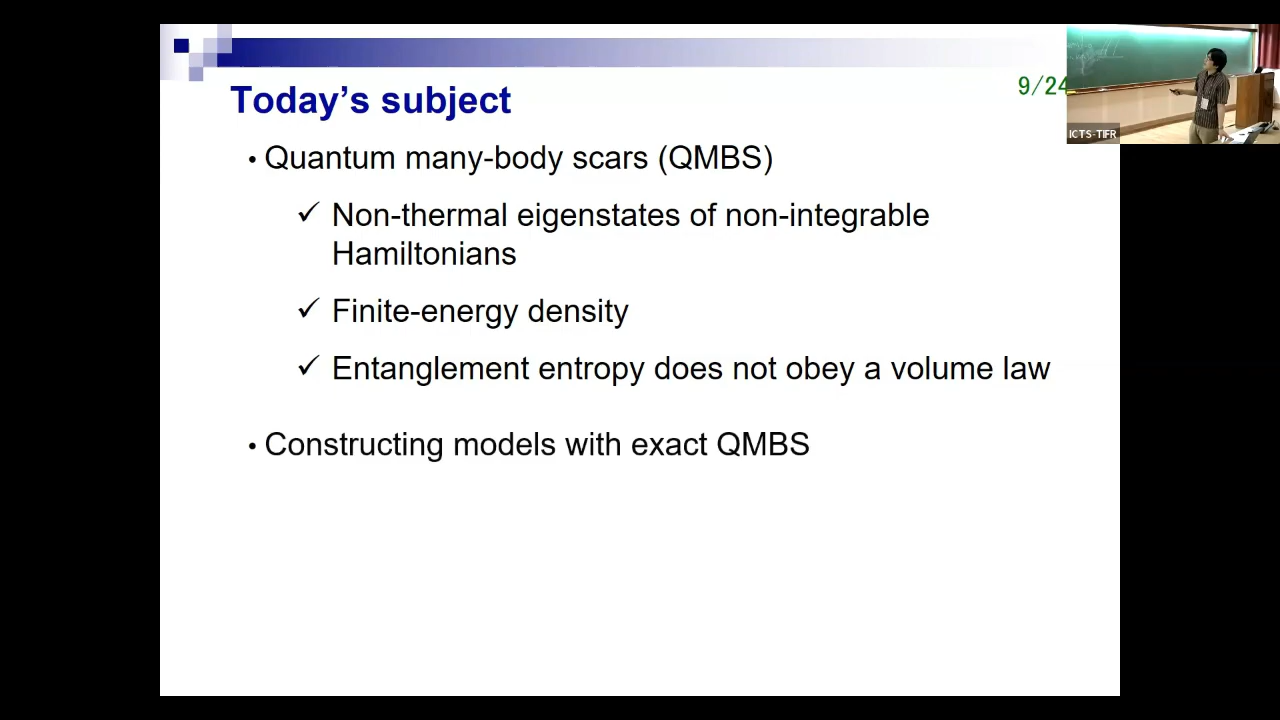 Today’s subject
9/24
• Quantum many-body scars (QMBS)
✓ Non-thermal eigenstates of non-integrable
Hamiltonians
✓ Finite-energy density
✓ Entanglement entropy does not obey a volume law
• Constructing models with exact QMBS
ICTS-TIFR